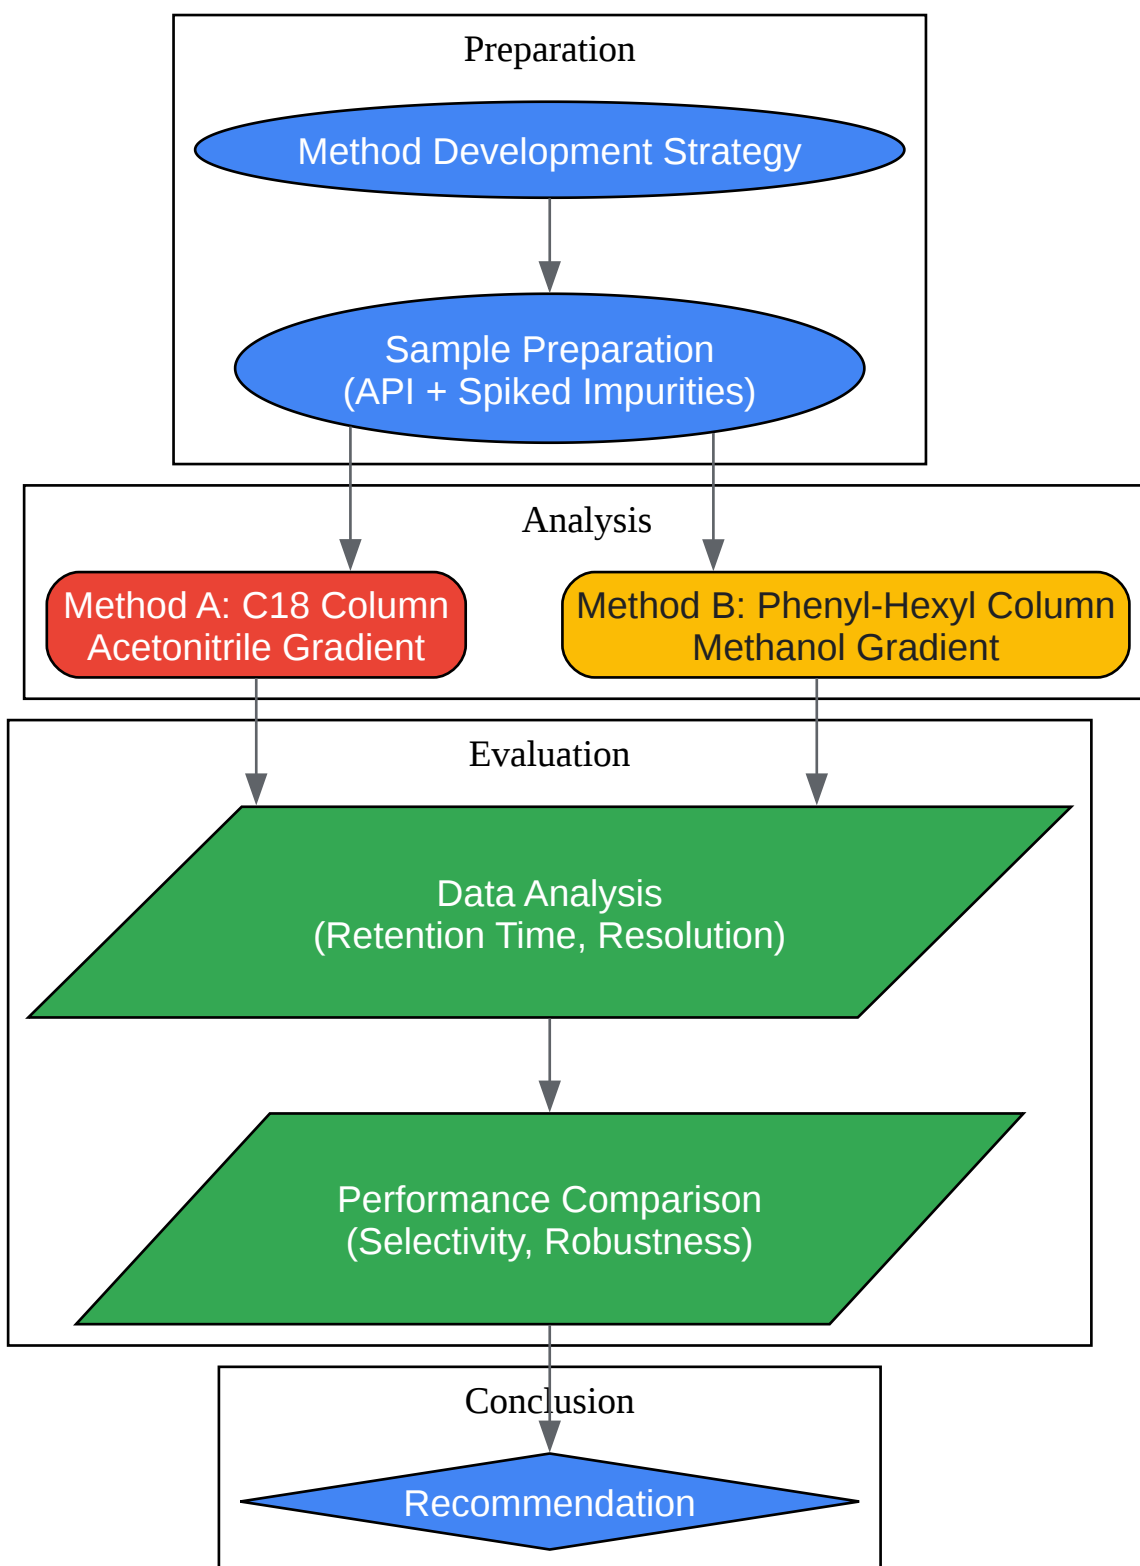 Preparation
Method Development Strategy
Sample Preparation
(API + Spiked Impurities)
Analysis
Method A: C18 Column
Acetonitrile Gradient
Method B: Phenyl-Hexyl Column
Methanol Gradient
Evaluation
Data Analysis
(Retention Time, Resolution)
Performance Comparison
(Selectivity, Robustness)
Conclusion
Recommendation